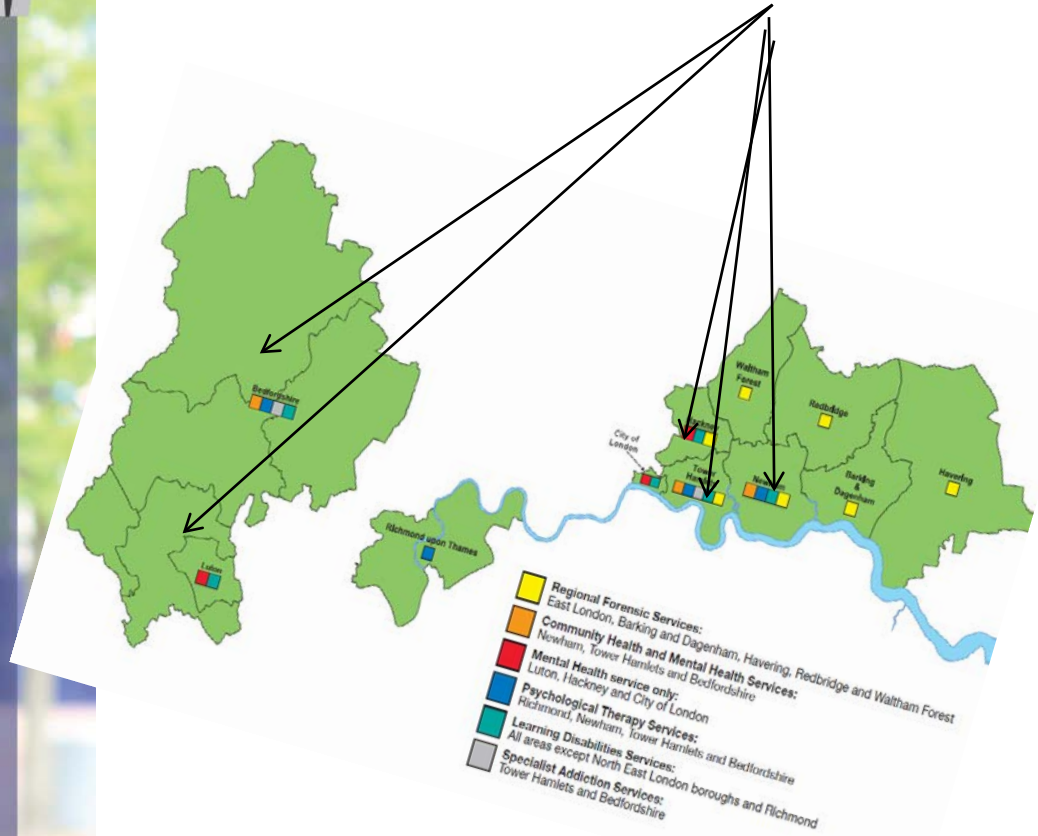 Bedfordshire
Luton
Richmond upon Thames
City of
London
Hackney
Tower
Waltham
Forest
Redbridge
Barking
&
Dagenham
Havering
Regional Forensic Services:
East London, Barking and Dagenham, Havering, Redbridge and Waltham Forest
Community Health and Mental Health Services:
Newham, Tower Hamlets and Bedfordshire
Mental Health service only:
Luton, Hackney and City of London
Psychological Therapy Services:
Richmond, Newham, Tower Hamlets and Bedfordshire
Learning Disabilities Services:
All areas except North East London boroughs and Richmond
Specialist Addiction Services:
Tower Hamlets and Bedfordshire